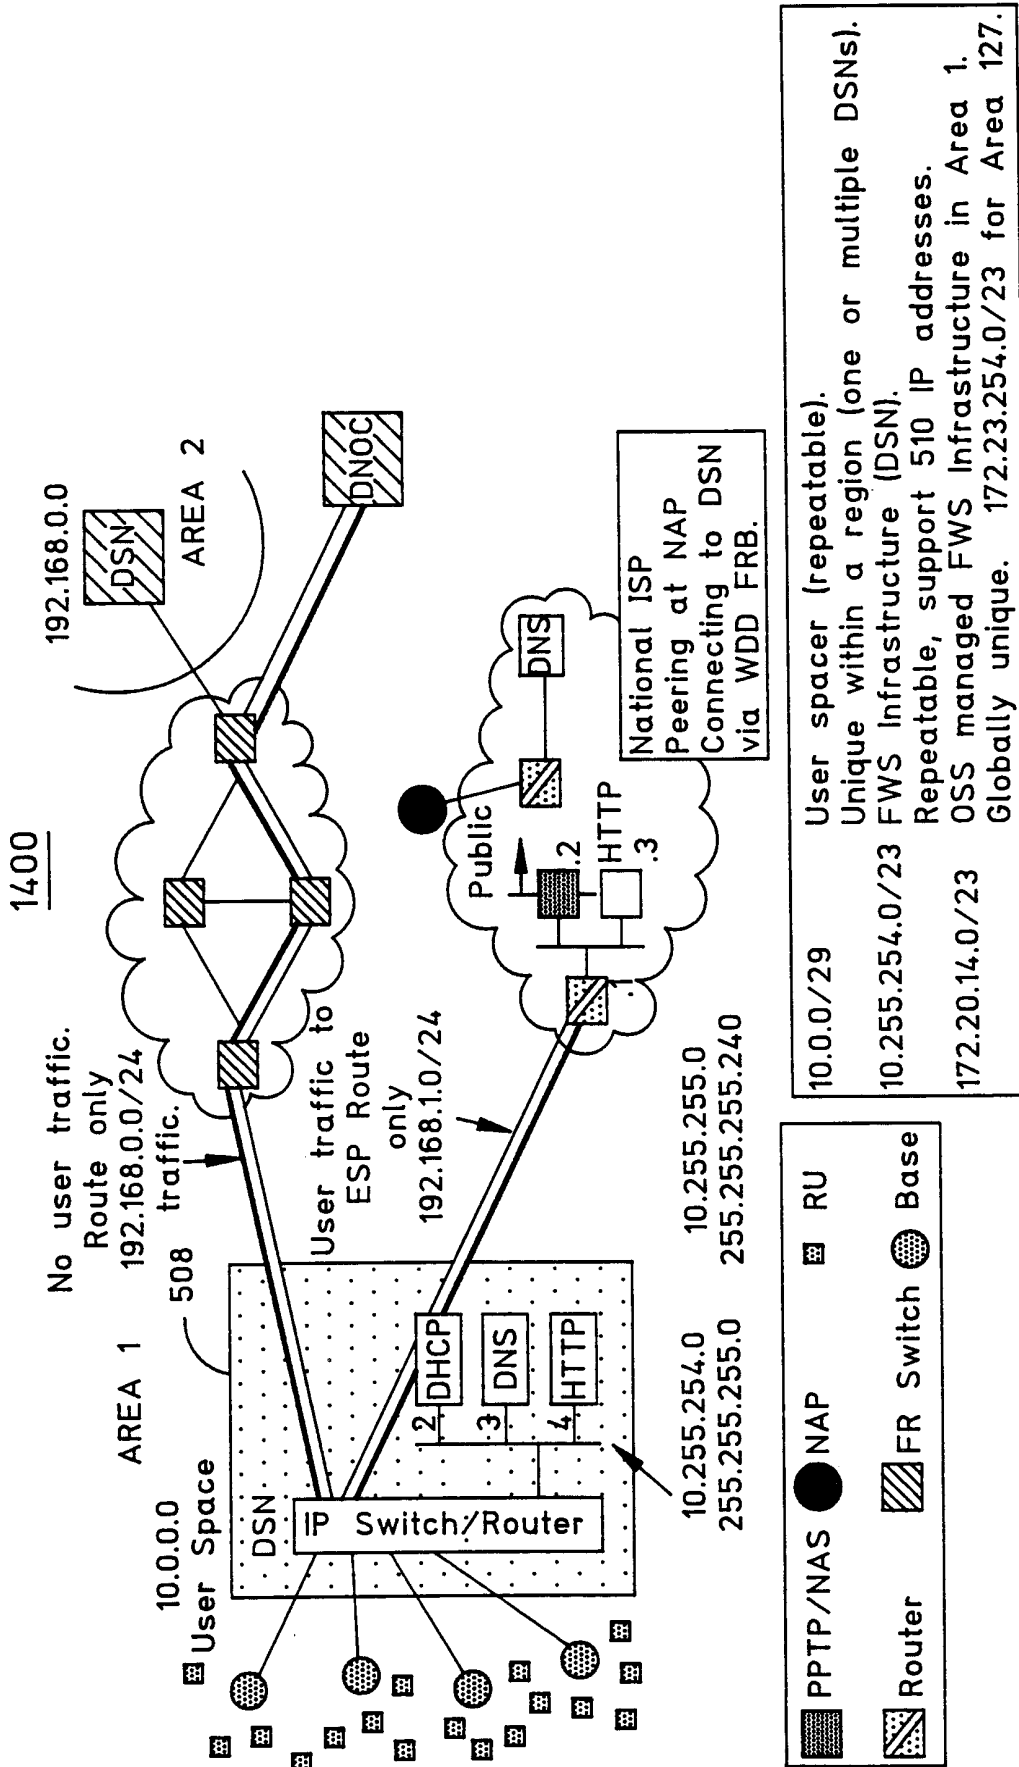 1400
192.168.0.0
DSN
AREA 2
DNOC
No user traffic.
Route only
192.168.0.0/24
traffic.
508
AREA 1
User traffic to
ESP Route
only
192.168.1.0/24
10.0.0.0
User Space
DSN
IP Switch/Router
2
DHCP
3
DNS
4
HTTP
10.255.254.0
255.255.255.0
10.255.255.0
255.255.255.240
Public
.2
HTTP
.3
DNS
National ISP
Peering at NAP
Connecting to DSN
via WDD FRB.
PPTP/NAS
NAP
RU
Router
FR Switch
Base
10.0.0/29 User spacer (repeatable).
Unique within a region (one or multiple DSNs).
10.255.254.0/23 FWS Infrastructure (DSN).
Repeatable, support 510 IP addresses.
172.20.14.0/23 OSS managed FWS Infrastructure in Area 1.
Globally unique. 172.23.254.0/23 for Area 127.